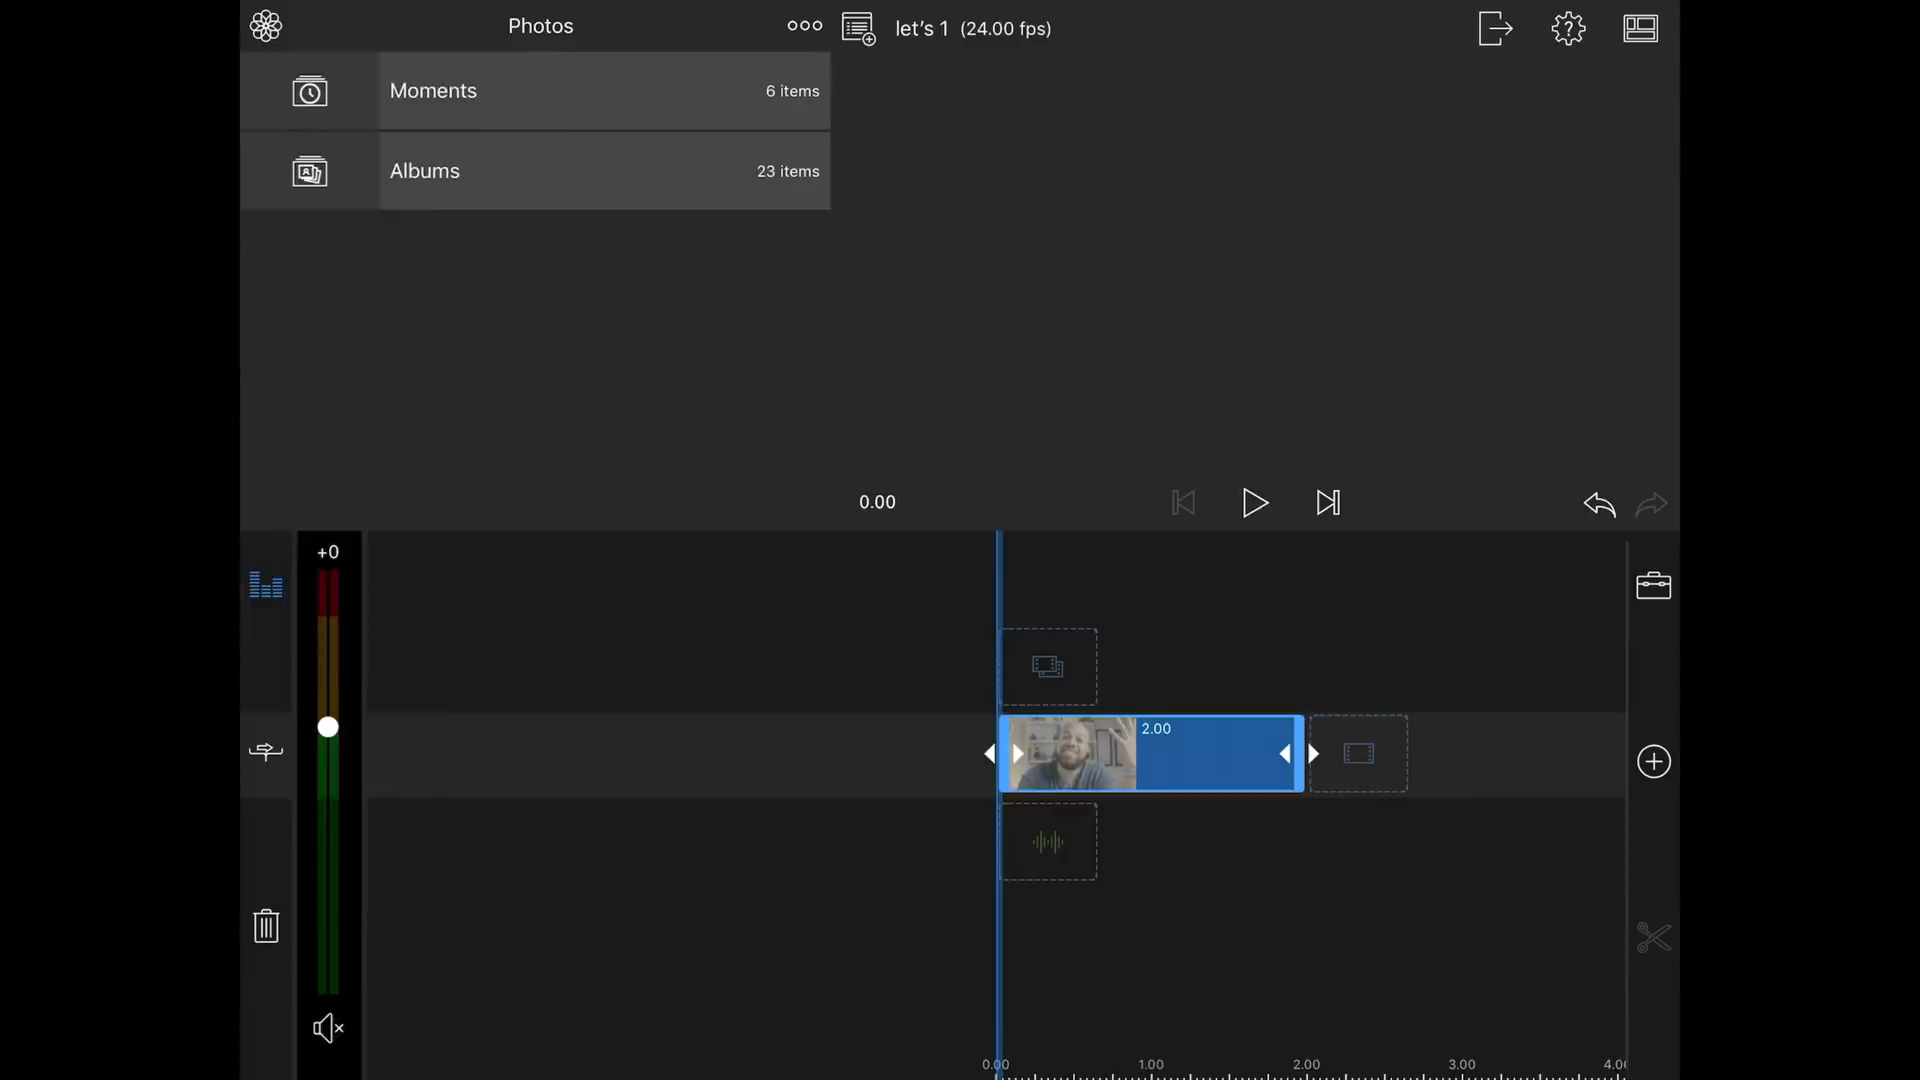 Photos
let's 1 (24.00 fps)
Moments
6 items
Albums
23 items
0.00
+0
2.00
0.00
1.00
2.00
3.00